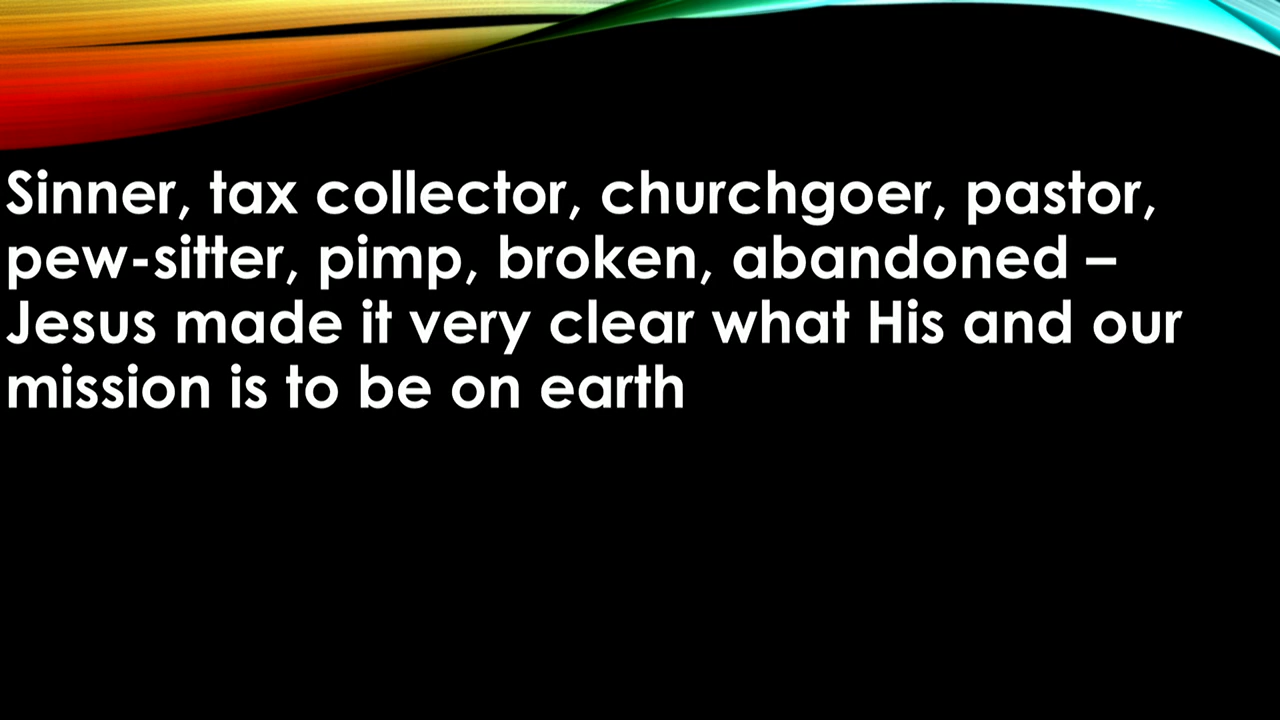 Sinner, tax collector, churchgoer, pastor,
pew-sitter, pimp, broken, abandoned –
Jesus made it very clear what His and our
mission is to be on earth